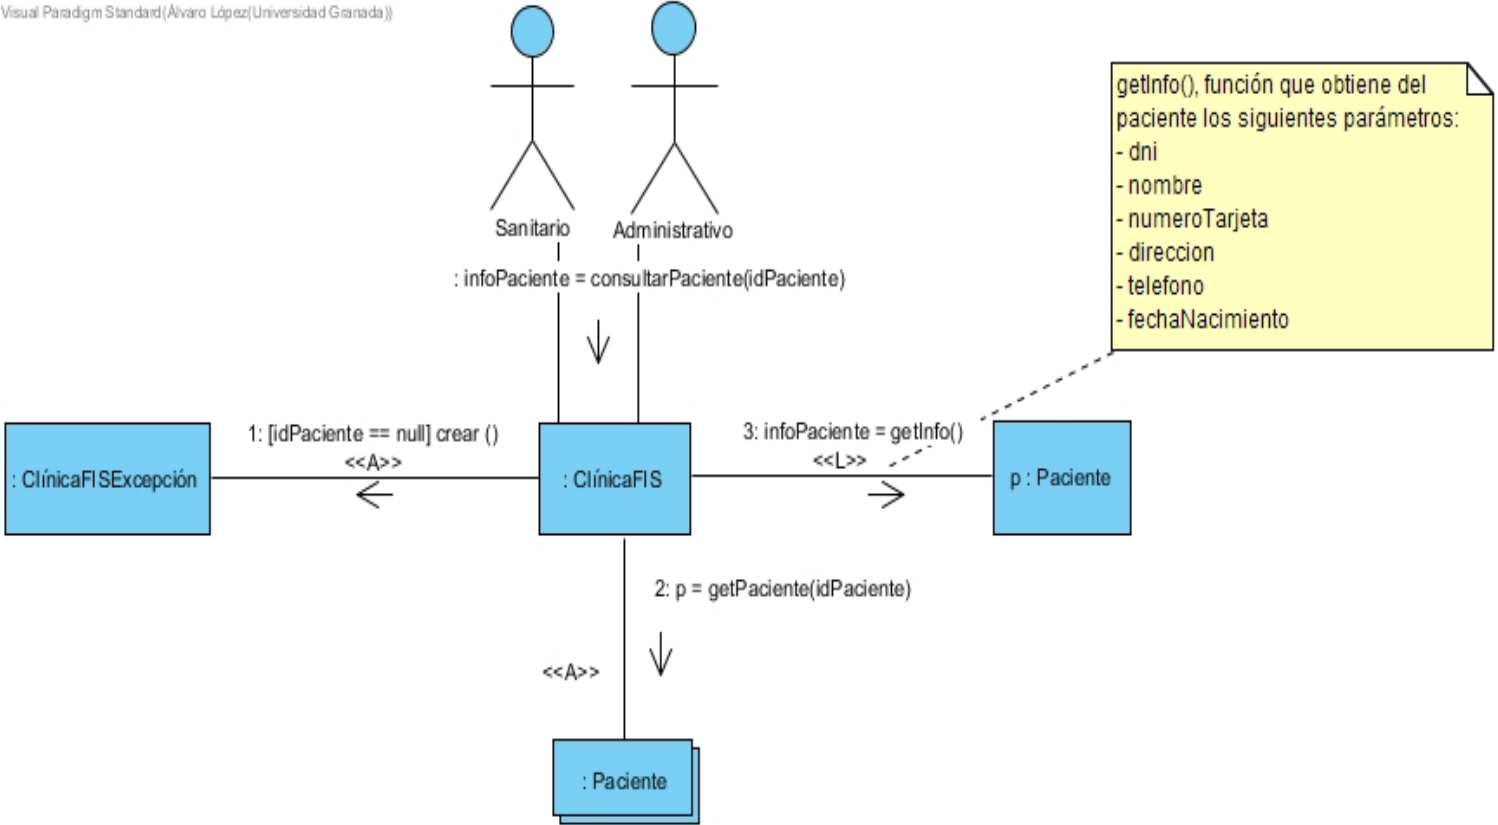 Visual Paradigm Standard(Álvaro López(Universidad Granada))
getInfo(), función que obtiene del
paciente los siguientes parámetros:
- dni
- nombre
- numeroTarjeta
- direccion
- telefono
- fechaNacimiento
Sanitario
Administrativo
: infoPaciente = consultarPaciente(idPaciente)
1: [idPaciente == null] crear ()
<<A>>
3: infoPaciente = getInfo()
<<L>>
: ClínicaFISExcepción
: ClínicaFIS
p : Paciente
2: p = getPaciente(idPaciente)
<<A>>
: Paciente